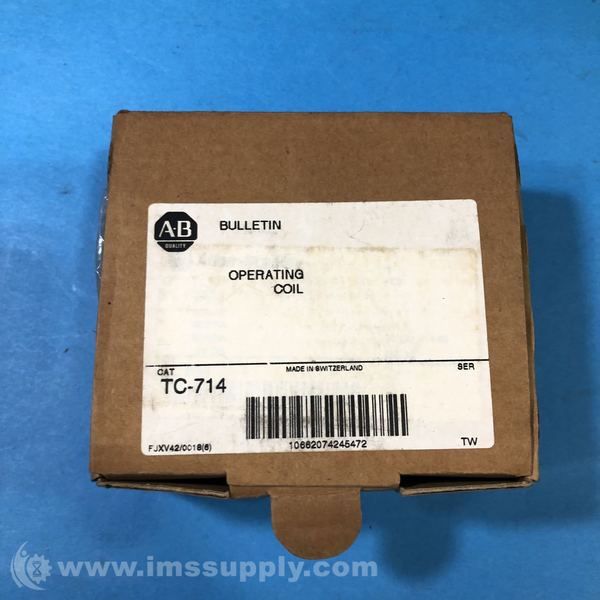 A-B
QUALITY
BULLETIN
OPERATING
COIL
CAT
MADE IN SWITZERLAND
SER
TC-714
FJXV42/0018(6)
10662074245472
TW
www.imssupply.com